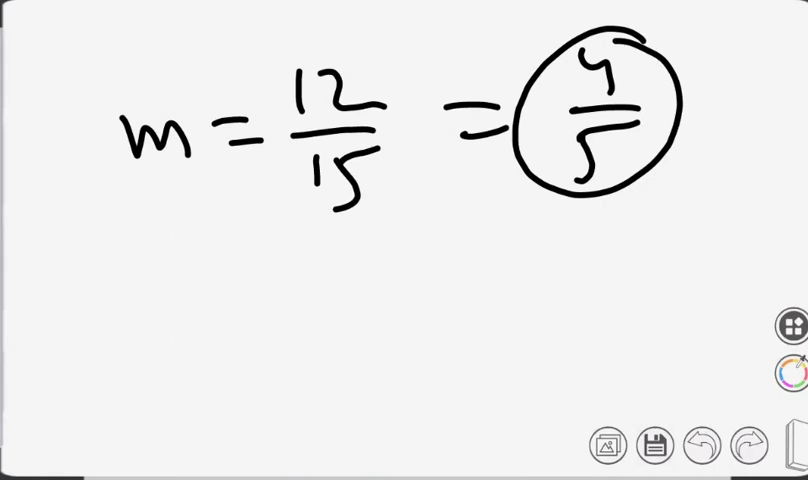 m = 12/15 = 4/5